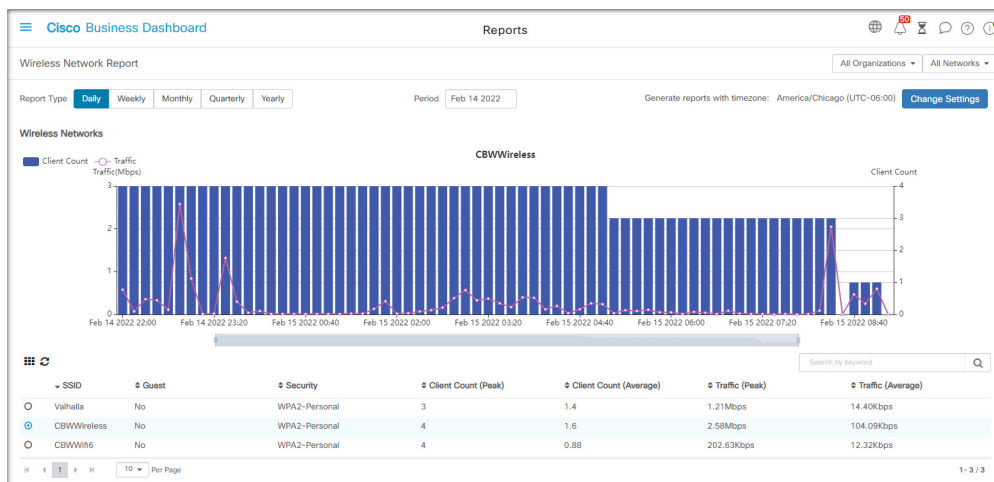 Cisco Business Dashboard Reports 50
Wireless Network Report All Organizations All Networks
Report Type Daily Weekly Monthly Quarterly Yearly Period Feb 14 2022 Generate reports with timezone: America/Chicago (UTC-06:00) Change Settings
Wireless Networks
CBWWireless
Client Count Traffic
Traffic(Mbps) Client Count
3 4
3
2
2
1
1
0 0
Feb 14 2022 22:00 Feb 14 2022 23:20 Feb 15 2022 00:40 Feb 15 2022 02:00 Feb 15 2022 03:20 Feb 15 2022 04:40 Feb 15 2022 06:00 Feb 15 2022 07:20 Feb 15 2022 08:40
Search by keyword
SSID Guest Security Client Count (Peak) Client Count (Average) Traffic (Peak) Traffic (Average)
Valhalla No WPA2-Personal 3 1.4 1.21Mbps 14.40Kbps
CBWWireless No WPA2-Personal 4 1.6 2.58Mbps 104.09Kbps
CBWWifi6 No WPA2-Personal 4 0.88 202.63Kbps 12.32Kbps
1 10 Per Page 1- 3 / 3